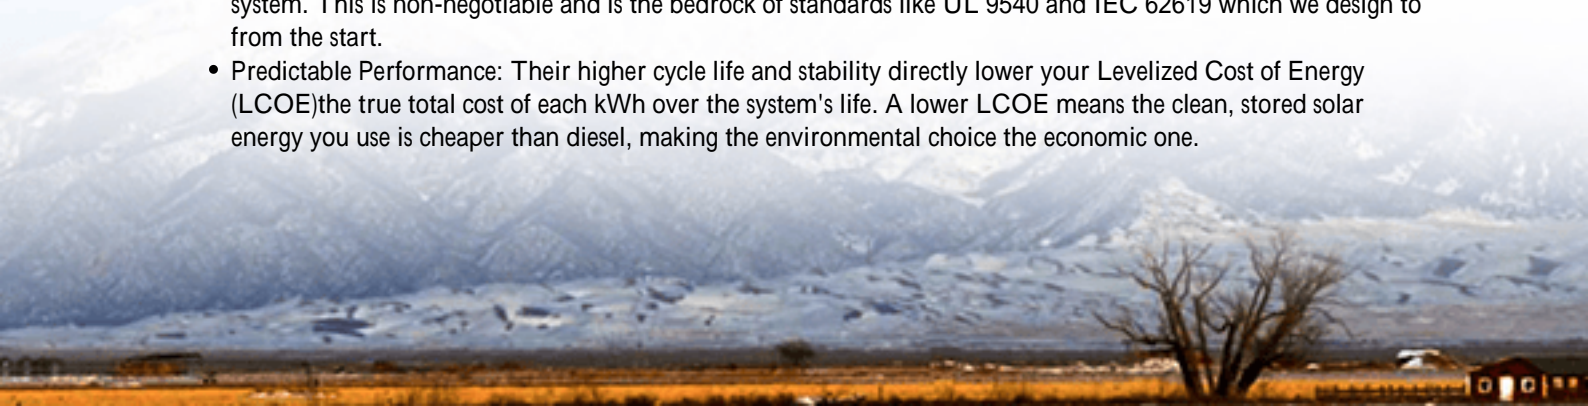 system. This is non-negotiable and is the bedrock of standards like UL 9540 and IEC 62619 which we design to
from the start.
• Predictable Performance: Their higher cycle life and stability directly lower your Levelized Cost of Energy
(LCOE)the true total cost of each kWh over the system's life. A lower LCOE means the clean, stored solar
energy you use is cheaper than diesel, making the environmental choice the economic one.